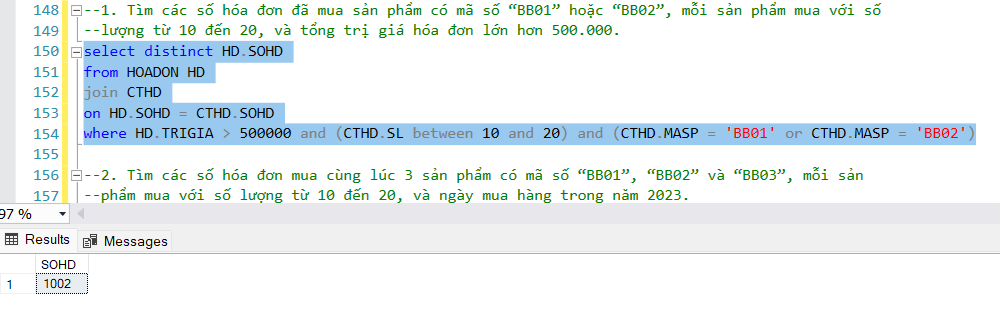 148 --1. Tìm các số hóa đơn đã mua sản phẩm có mã số “BB01” hoặc “BB02”, mỗi sản phẩm mua với số
149 --lượng từ 10 đến 20, và tổng trị giá hóa đơn lớn hơn 500.000.
150 select distinct HD.SOHD
151 from HOADON HD
152 join CTHD
153 on HD.SOHD = CTHD.SOHD
154 where HD.TRIGIA > 500000 and (CTHD.SL between 10 and 20) and (CTHD.MASP = 'BB01' or CTHD.MASP = 'BB02')
155
156 --2. Tìm các số hóa đơn mua cùng lúc 3 sản phẩm có mã số “BB01”, “BB02” và “BB03”, mỗi sản
157 --phẩm mua với số lượng từ 10 đến 20, và ngày mua hàng trong năm 2023.
97 %
Results Messages
SOHD
1 1002